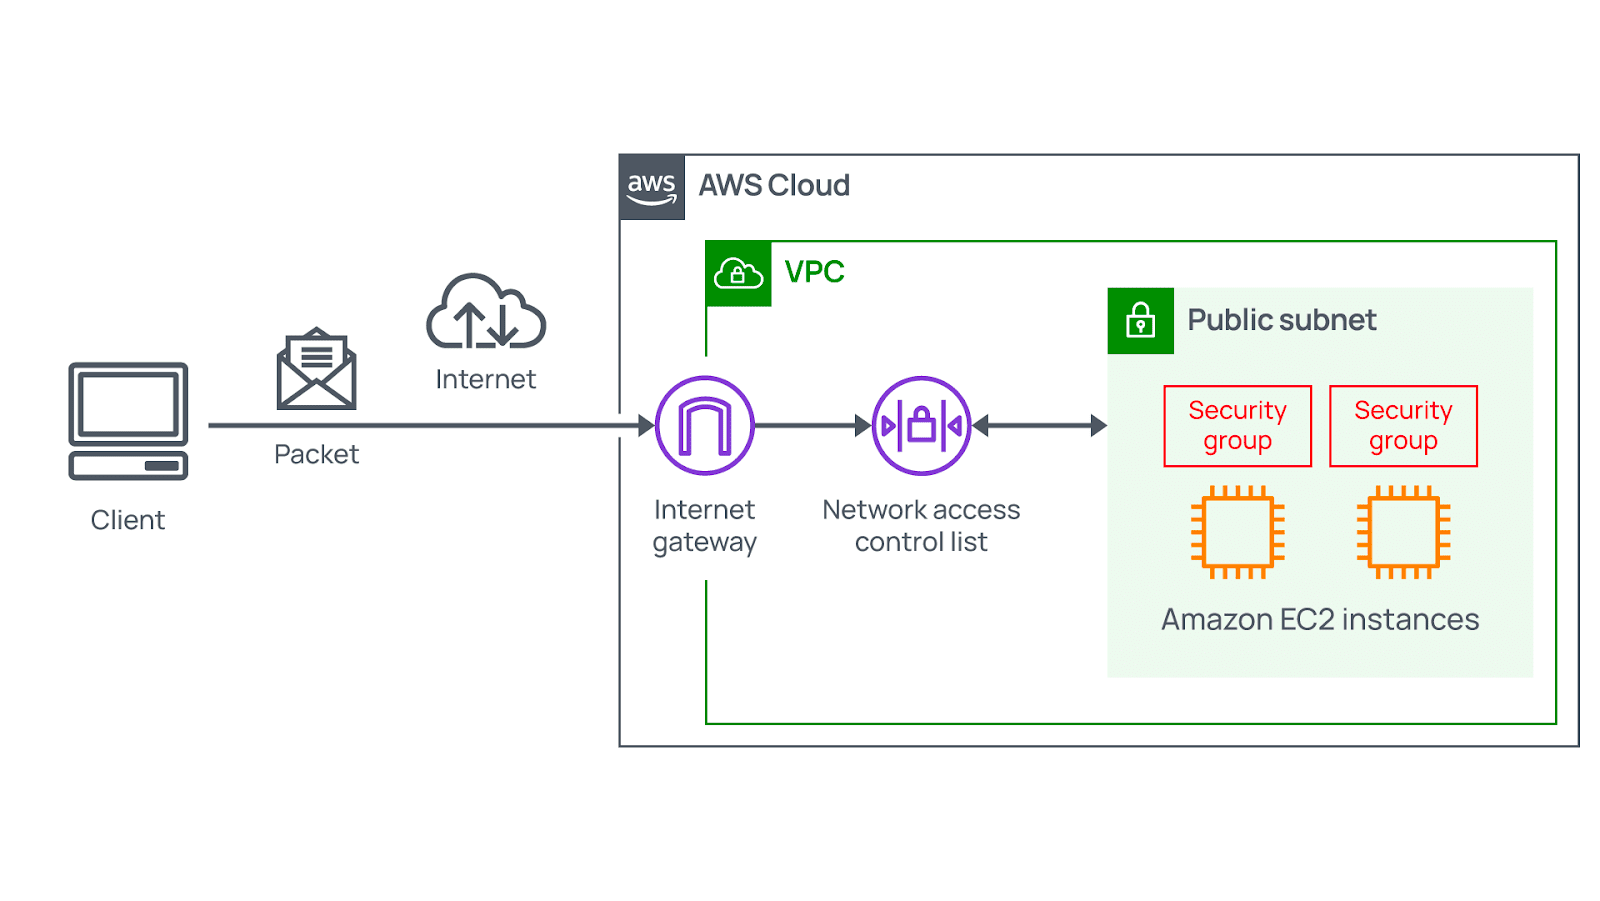 aws
AWS Cloud
VPC
Public subnet
Internet
Packet
Client
Internet
gateway
Network access
control list
Security
group
Security
group
Amazon EC2 instances